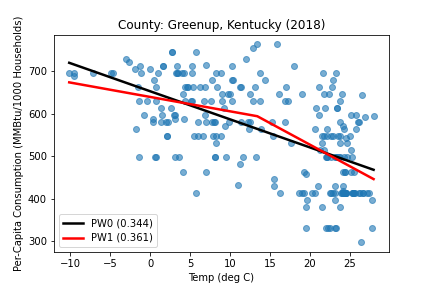 County: Greenup, Kentucky (2018)
Per-Capita Consumption (MMBtu/1000 Households)
700
600
500
400
300
PW0 (0.344)
PW1 (0.361)
−10 −5 0 5 10 15 20 25
Temp (deg C)